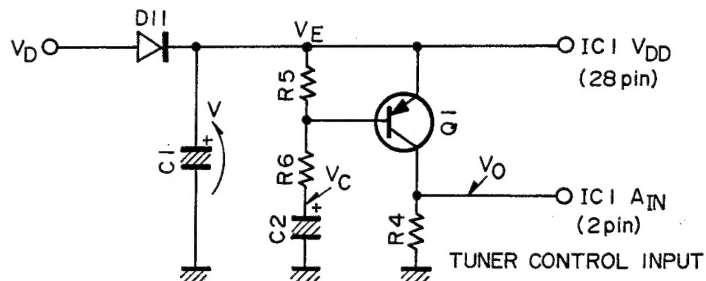 D11
VD
VE
IC1 VDD
(28pin)
R5
V
+
C1
Q1
R6
VC
+
C2
VO
IC1 AIN
(2pin)
R4
TUNER CONTROL INPUT